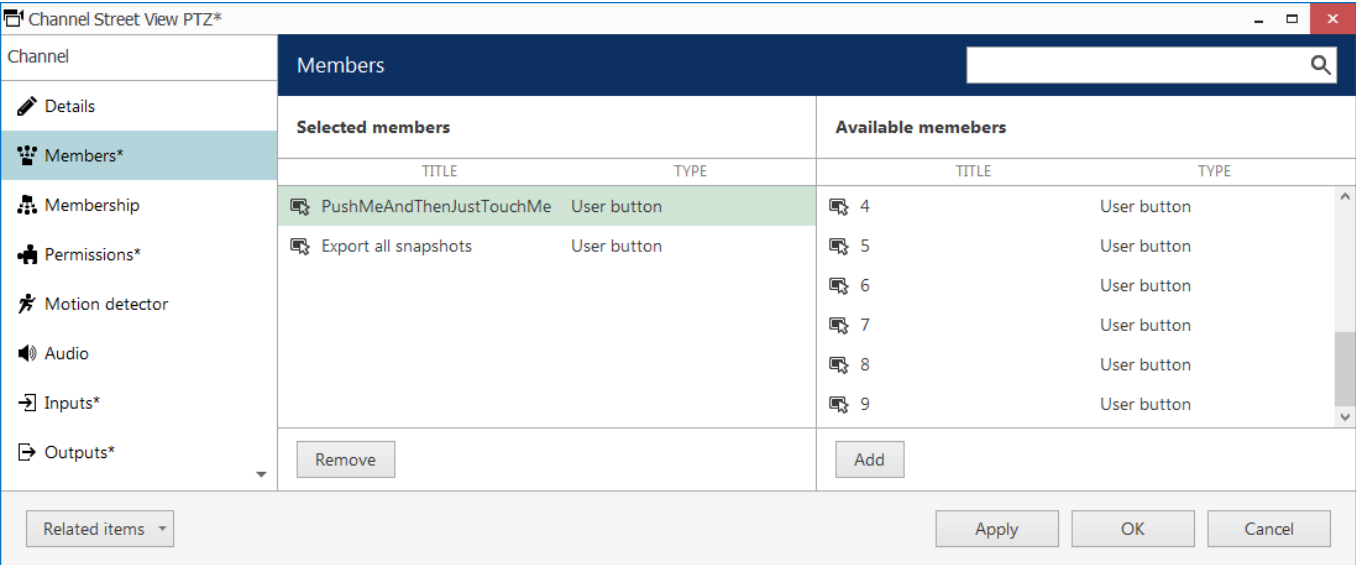 Channel Street View PTZ*
Channel
Members
Details
Selected members
Available memebers
Members*
TITLE TYPE TITLE TYPE
Membership
PushMeAndThenJustTouchMe User button
4 User button
Permissions*
Export all snapshots User button
5 User button
6 User button
Motion detector
7 User button
Audio
8 User button
Inputs*
9 User button
Outputs*
Remove
Add
Related items
Apply
OK
Cancel